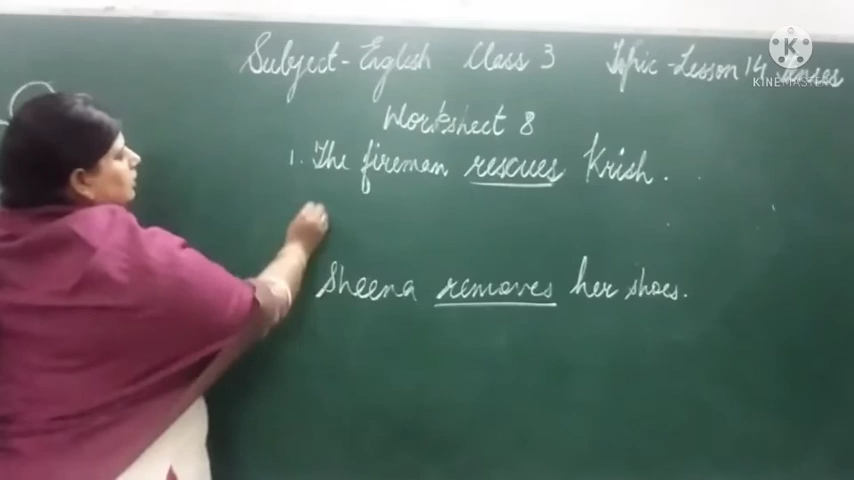 Subject - English Class 3 Topic - Lesson 14 tenses
Worksheet 8
1. The fireman rescues Krish.
Sheena removes her shoes.
KINEMASTER